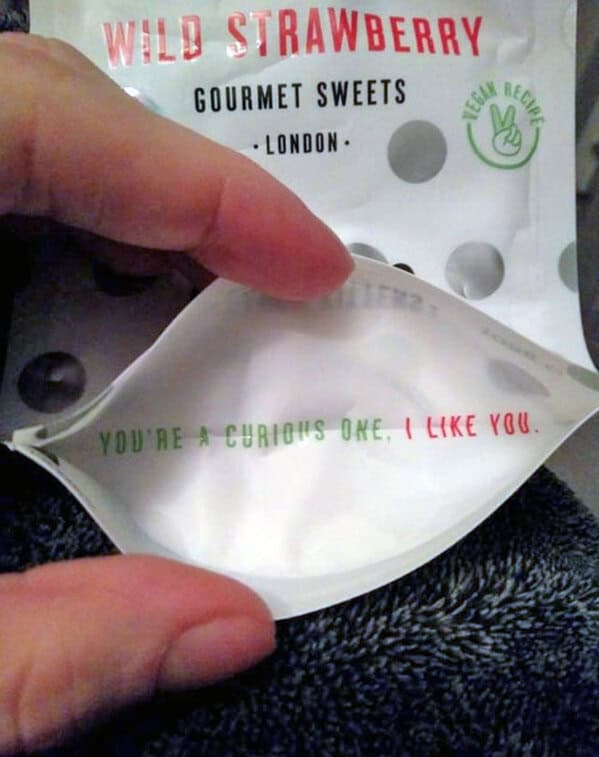 WILD STRAWBERRY
GOURMET SWEETS
• LONDON •
VEGAN RECIPE
YOU'RE A CURIOUS ONE, I LIKE YOU.